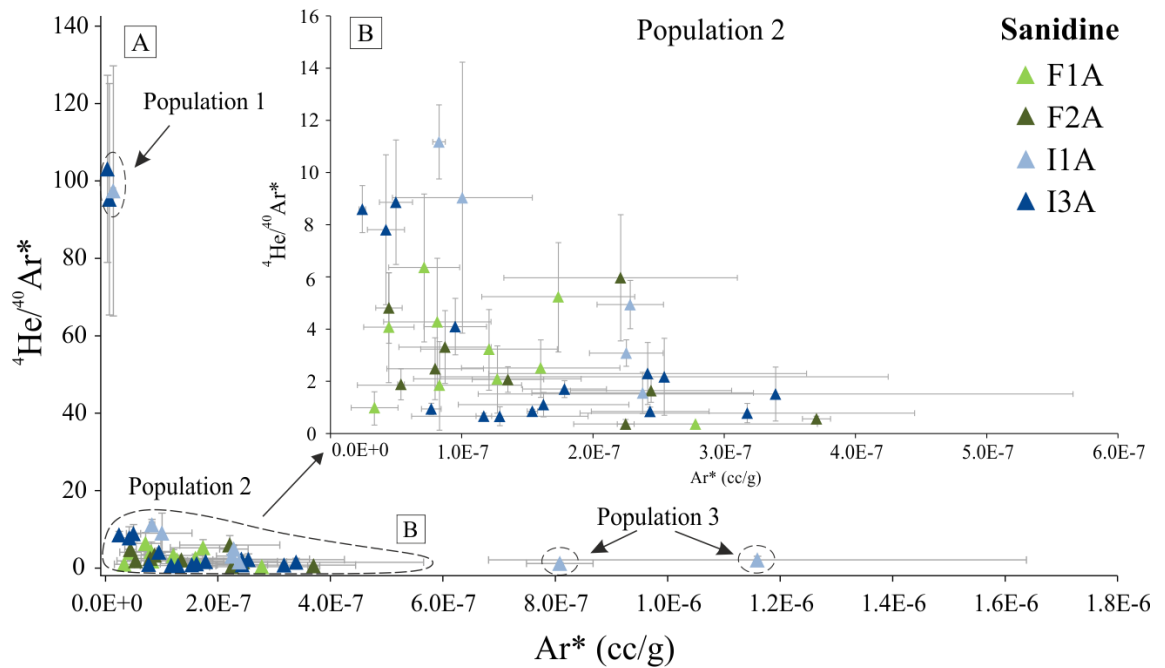 A
Population 1
⁴He/⁴⁰Ar*
140
120
100
80
60
40
20
0
Population 2
B
Population 3
0.0E+0
2.0E-7
4.0E-7
6.0E-7
8.0E-7
1.0E-6
1.2E-6
1.4E-6
1.6E-6
1.8E-6
Ar* (cc/g)
B
Population 2
⁴He/⁴⁰Ar*
16
14
12
10
8
6
4
2
0
0.0E+0
1.0E-7
2.0E-7
3.0E-7
4.0E-7
5.0E-7
6.0E-7
Ar* (cc/g)
Sanidine
F1A
F2A
I1A
I3A